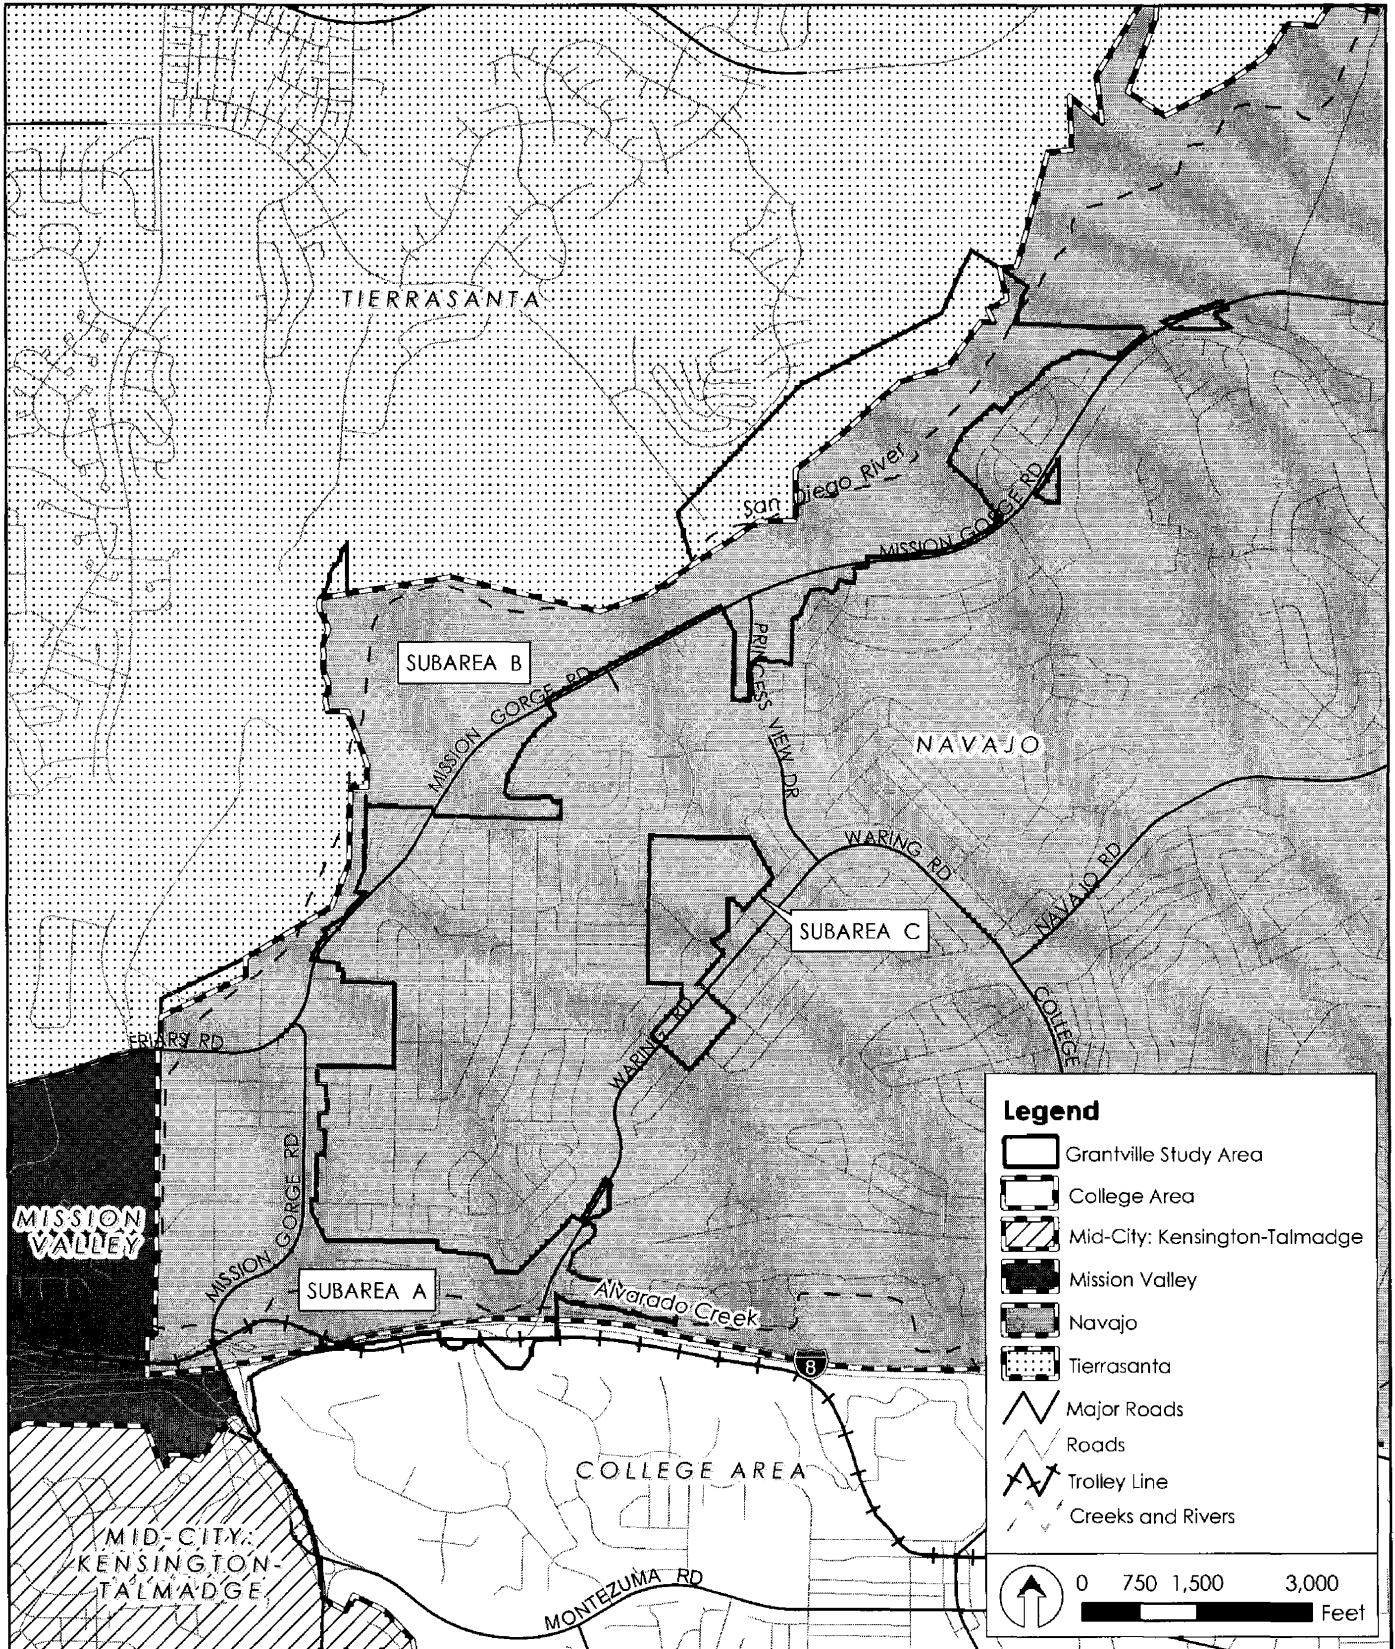 TIERRASANTA
San Diego River
MISSION GORGE RD
SUBAREA B
PRINCESS VIEW DR
MISSION GORGE RD
NAVAJO
WARING RD
NAVAJO RD
SUBAREA C
COLLEGE
WARING RD
FRIARS RD
MISSION GORGE RD
MISSION
VALLEY
SUBAREA A
Alvarado Creek
8
COLLEGE AREA
MID-CITY:
KENSINGTON-
TALMADGE
MONTEZUMA RD
Legend
Grantville Study Area
College Area
Mid-City: Kensington-Talmadge
Mission Valley
Navajo
Tierrasanta
Major Roads
Roads
Trolley Line
Creeks and Rivers
0 750 1,500 3,000
Feet